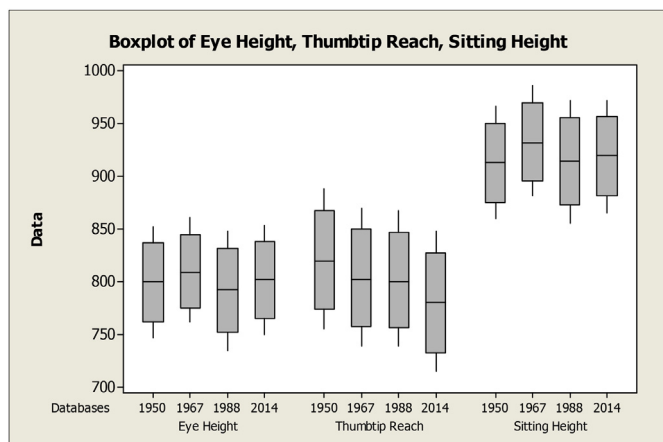 Boxplot of Eye Height, Thumbtip Reach, Sitting Height
1000
950
900
850
800
750
700
Data
Databases 1950 1967 1988 2014 1950 1967 1988 2014 1950 1967 1988 2014
Eye Height Thumbtip Reach Sitting Height